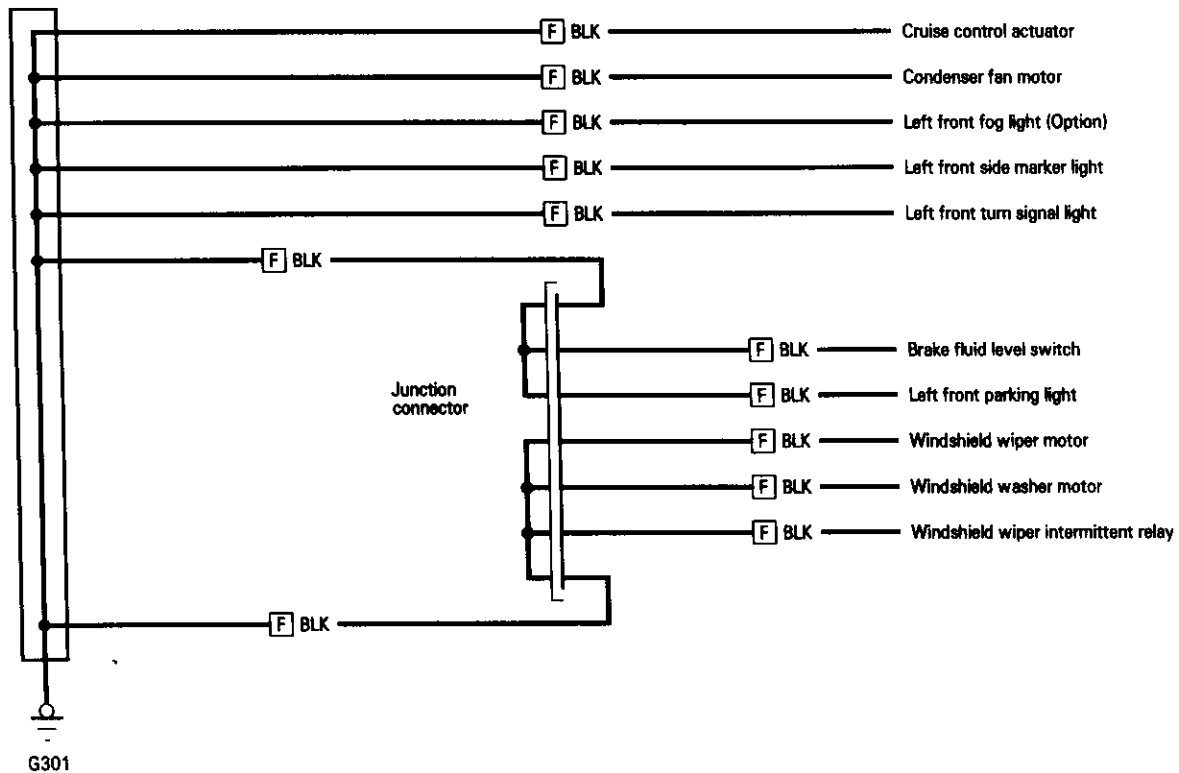 F BLK Cruise control actuator
F BLK Condenser fan motor
F BLK Left front fog light (Option)
F BLK Left front side marker light
F BLK Left front turn signal light
F BLK
F BLK Brake fluid level switch
Junction
connector
F BLK Left front parking light
F BLK Windshield wiper motor
F BLK Windshield washer motor
F BLK Windshield wiper intermittent relay
F BLK
G301